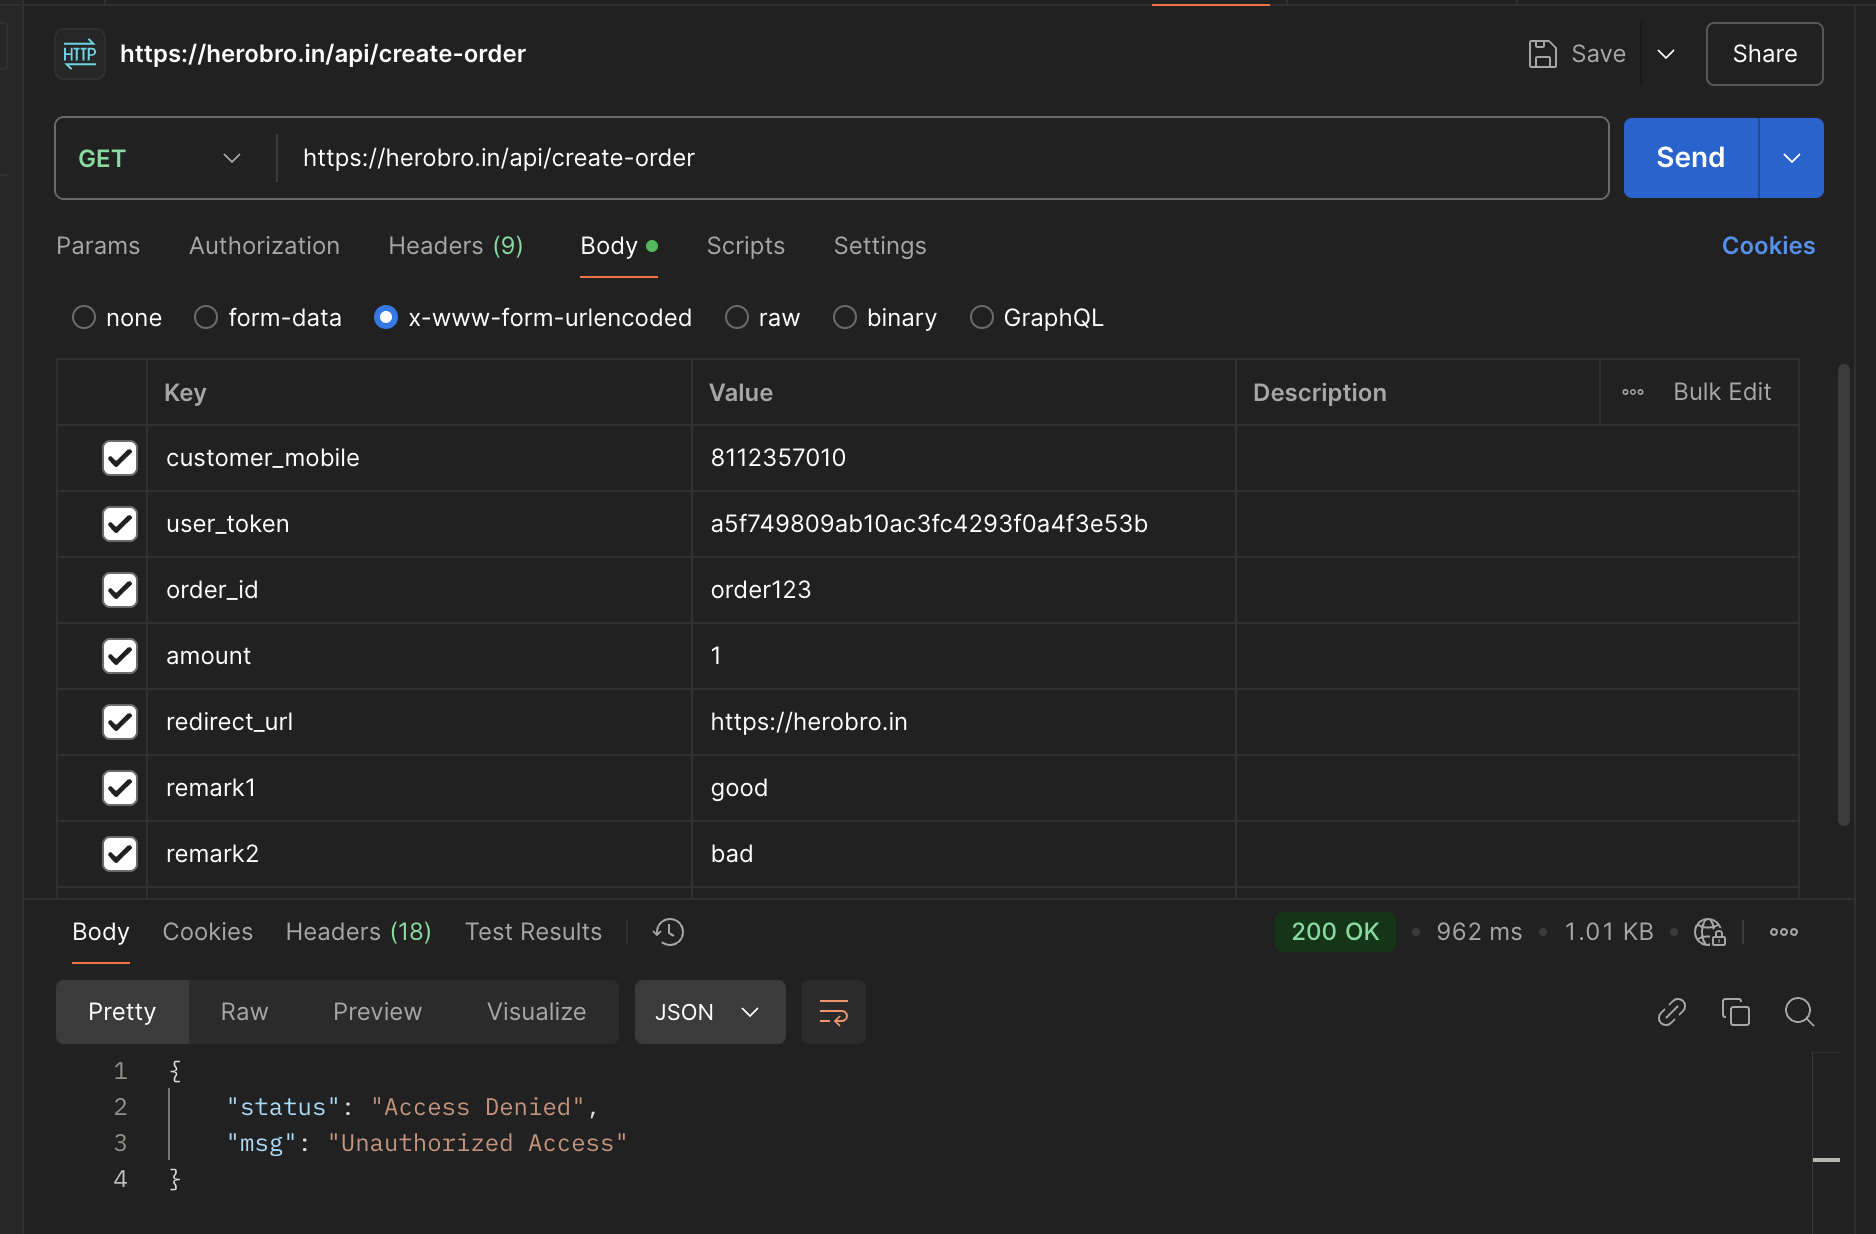 HTTP https://herobro.in/api/create-order Save Share
GET https://herobro.in/api/create-order Send
Params Authorization Headers (9) Body Scripts Settings Cookies
none form-data x-www-form-urlencoded raw binary GraphQL
Key Value Description Bulk Edit
customer_mobile 8112357010
user_token a5f749809ab10ac3fc4293f0a4f3e53b
order_id order123
amount 1
redirect_url https://herobro.in
remark1 good
remark2 bad
Body Cookies Headers (18) Test Results 200 OK 962 ms 1.01 KB
Pretty Raw Preview Visualize JSON
1 {
2 "status": "Access Denied",
3 "msg": "Unauthorized Access"
4 }